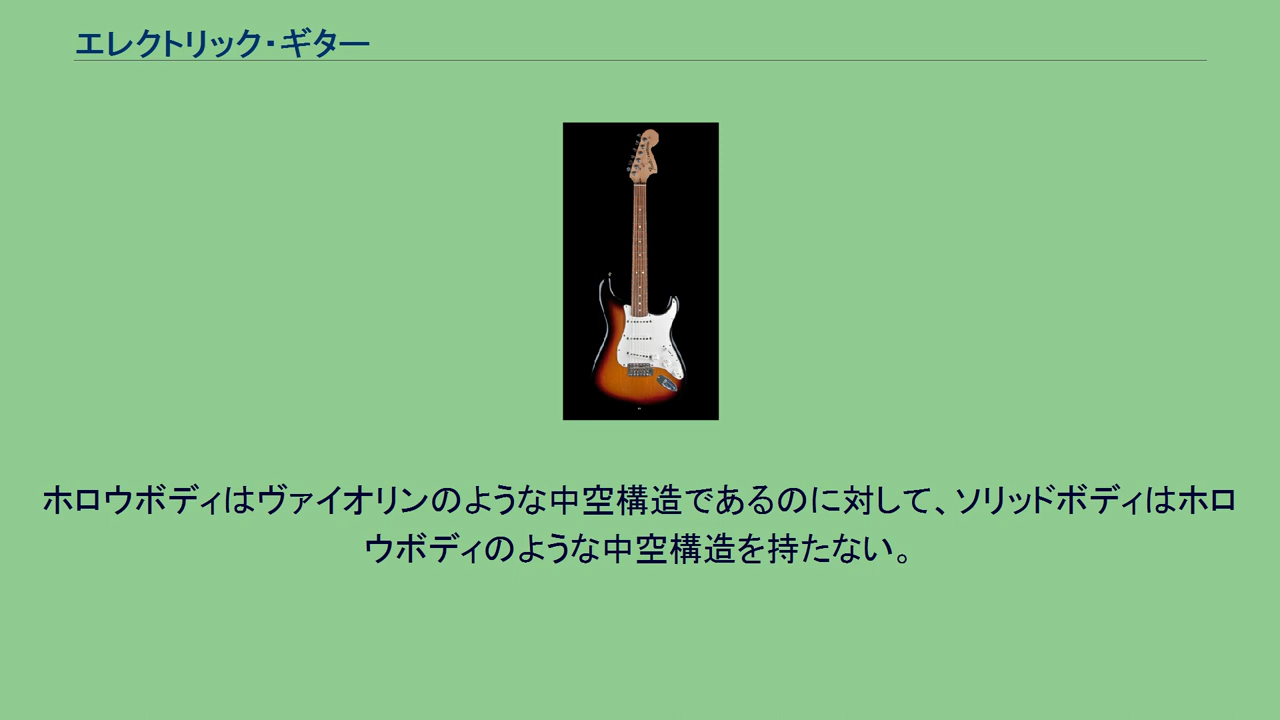 エレクトリック・ギター
ホロウボディはヴァイオリンのような中空構造であるのに対して、ソリッドボディはホロ
ウボディのような中空構造を持たない。